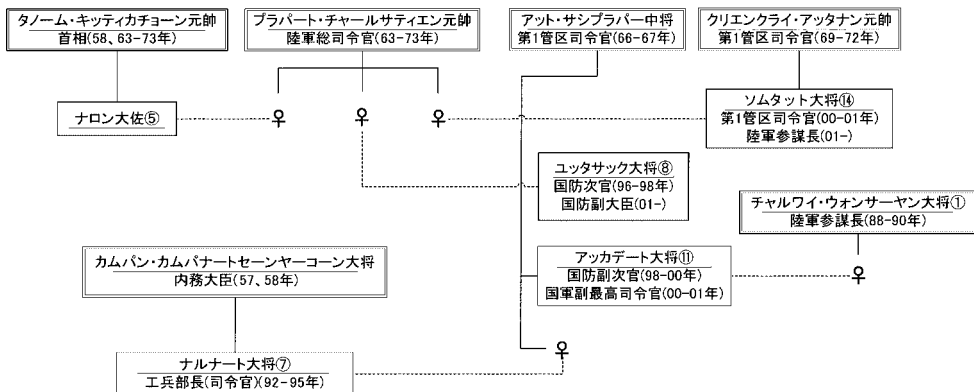 タノーム・キッティカチョーン元帥
首相(58、63-73年)
プラパート・チャールサティエン元帥
陸軍総司令官(63-73年)
アット・サシプラパー中将
第1管区司令官(66-67年)
クリエンクライ・アッタナン元帥
第1管区司令官(69-72年)
ナロン大佐⑤
ソムタット大将⑭
第1管区司令官(00-01年)
陸軍参謀長(01-)
ユッタサック大将⑧
国防次官(96-98年)
国防副大臣(01-)
チャルワイ・ウォンサーヤン大将①
陸軍参謀長(88-90年)
カムパン・カムパナートセーンヤーコーン大将
内務大臣(57、58年)
アッカデート大将⑪
国防副次官(98-00年)
国軍副最高司令官(00-01年)
ナルナート大将⑦
工兵部長(司令官)(92-95年)